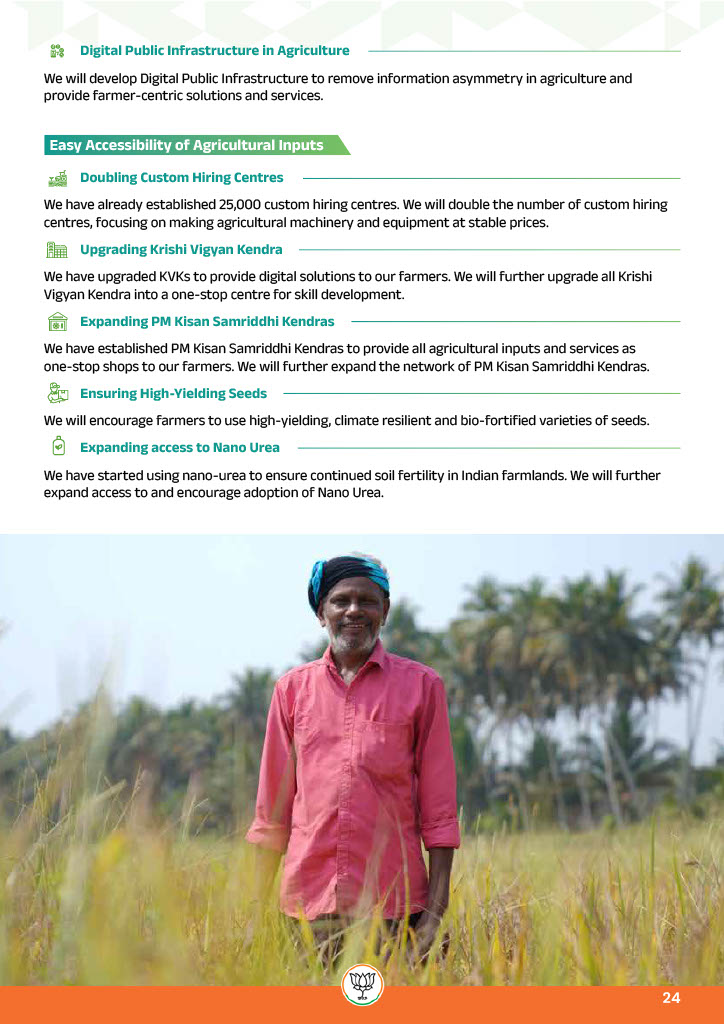 Digital Public Infrastructure in Agriculture
We will develop Digital Public Infrastructure to remove information asymmetry in agriculture and
provide farmer-centric solutions and services.
Easy Accessibility of Agricultural Inputs
Doubling Custom Hiring Centres
We have already established 25,000 custom hiring centres. We will double the number of custom hiring
centres, focusing on making agricultural machinery and equipment at stable prices.
Upgrading Krishi Vigyan Kendra
We have upgraded KVKs to provide digital solutions to our farmers. We will further upgrade all Krishi
Vigyan Kendra into a one-stop centre for skill development.
Expanding PM Kisan Samriddhi Kendras
We have established PM Kisan Samriddhi Kendras to provide all agricultural inputs and services as
one-stop shops to our farmers. We will further expand the network of PM Kisan Samriddhi Kendras.
Ensuring High-Yielding Seeds
We will encourage farmers to use high-yielding, climate resilient and bio-fortified varieties of seeds.
Expanding access to Nano Urea
We have started using nano-urea to ensure continued soil fertility in Indian farmlands. We will further
expand access to and encourage adoption of Nano Urea.
24